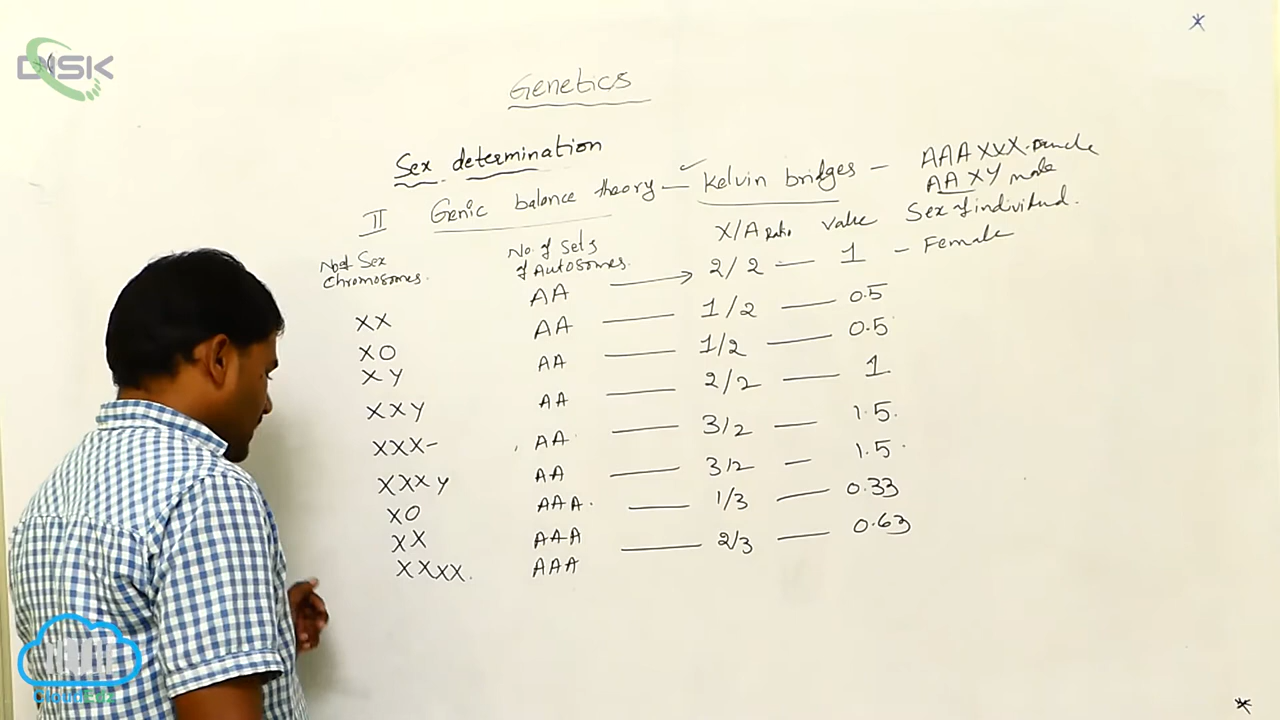 DISK
Genetics
Sex determination
II Genic balance theory — ✓ Kelvin bridges — AAA XXX
AA XY male
No of Sex Chromosomes. No. of Sets of Autosomes. X/A Ratio value Sex of individual.
XX AA → 2/2 — 1 — Female
XO AA — 1/2 — 0.5
XY AA — 1/2 — 0.5
XXY AA — 2/2 — 1
XXX- AA — 3/2 — 1.5.
XXXY AA — 3/2 — 1.5.
XO AAA. — 1/3 — 0.33
XX AAA — 2/3 — 0.63
XXXX. AAA
CloudEdz